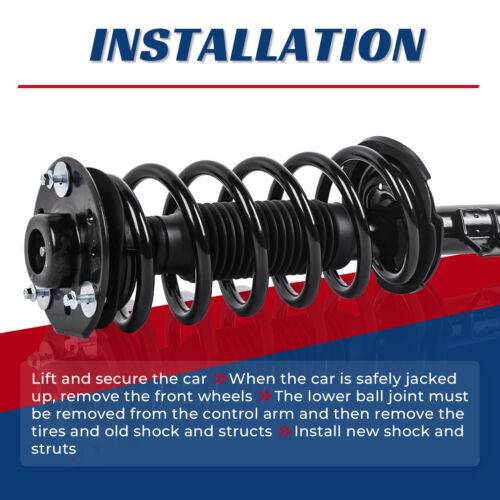 INSTALLATION
Lift and secure the car » When the car is safely jacked
up, remove the front wheels » The lower ball joint must
be removed from the control arm and then remove the
tires and old shock and structs » Install new shock and
struts